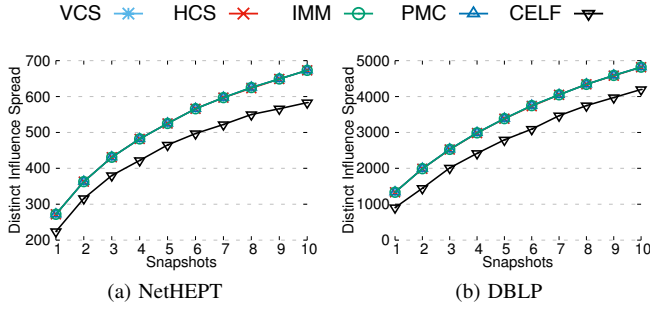 VCS HCS IMM PMC CELF
Distinct Influence Spread
700
600
500
400
300
200
1 2 3 4 5 6 7 8 9 10
Snapshots
(a) NetHEPT
Distinct Influence Spread
5000
4000
3000
2000
1000
0
1 2 3 4 5 6 7 8 9 10
Snapshots
(b) DBLP